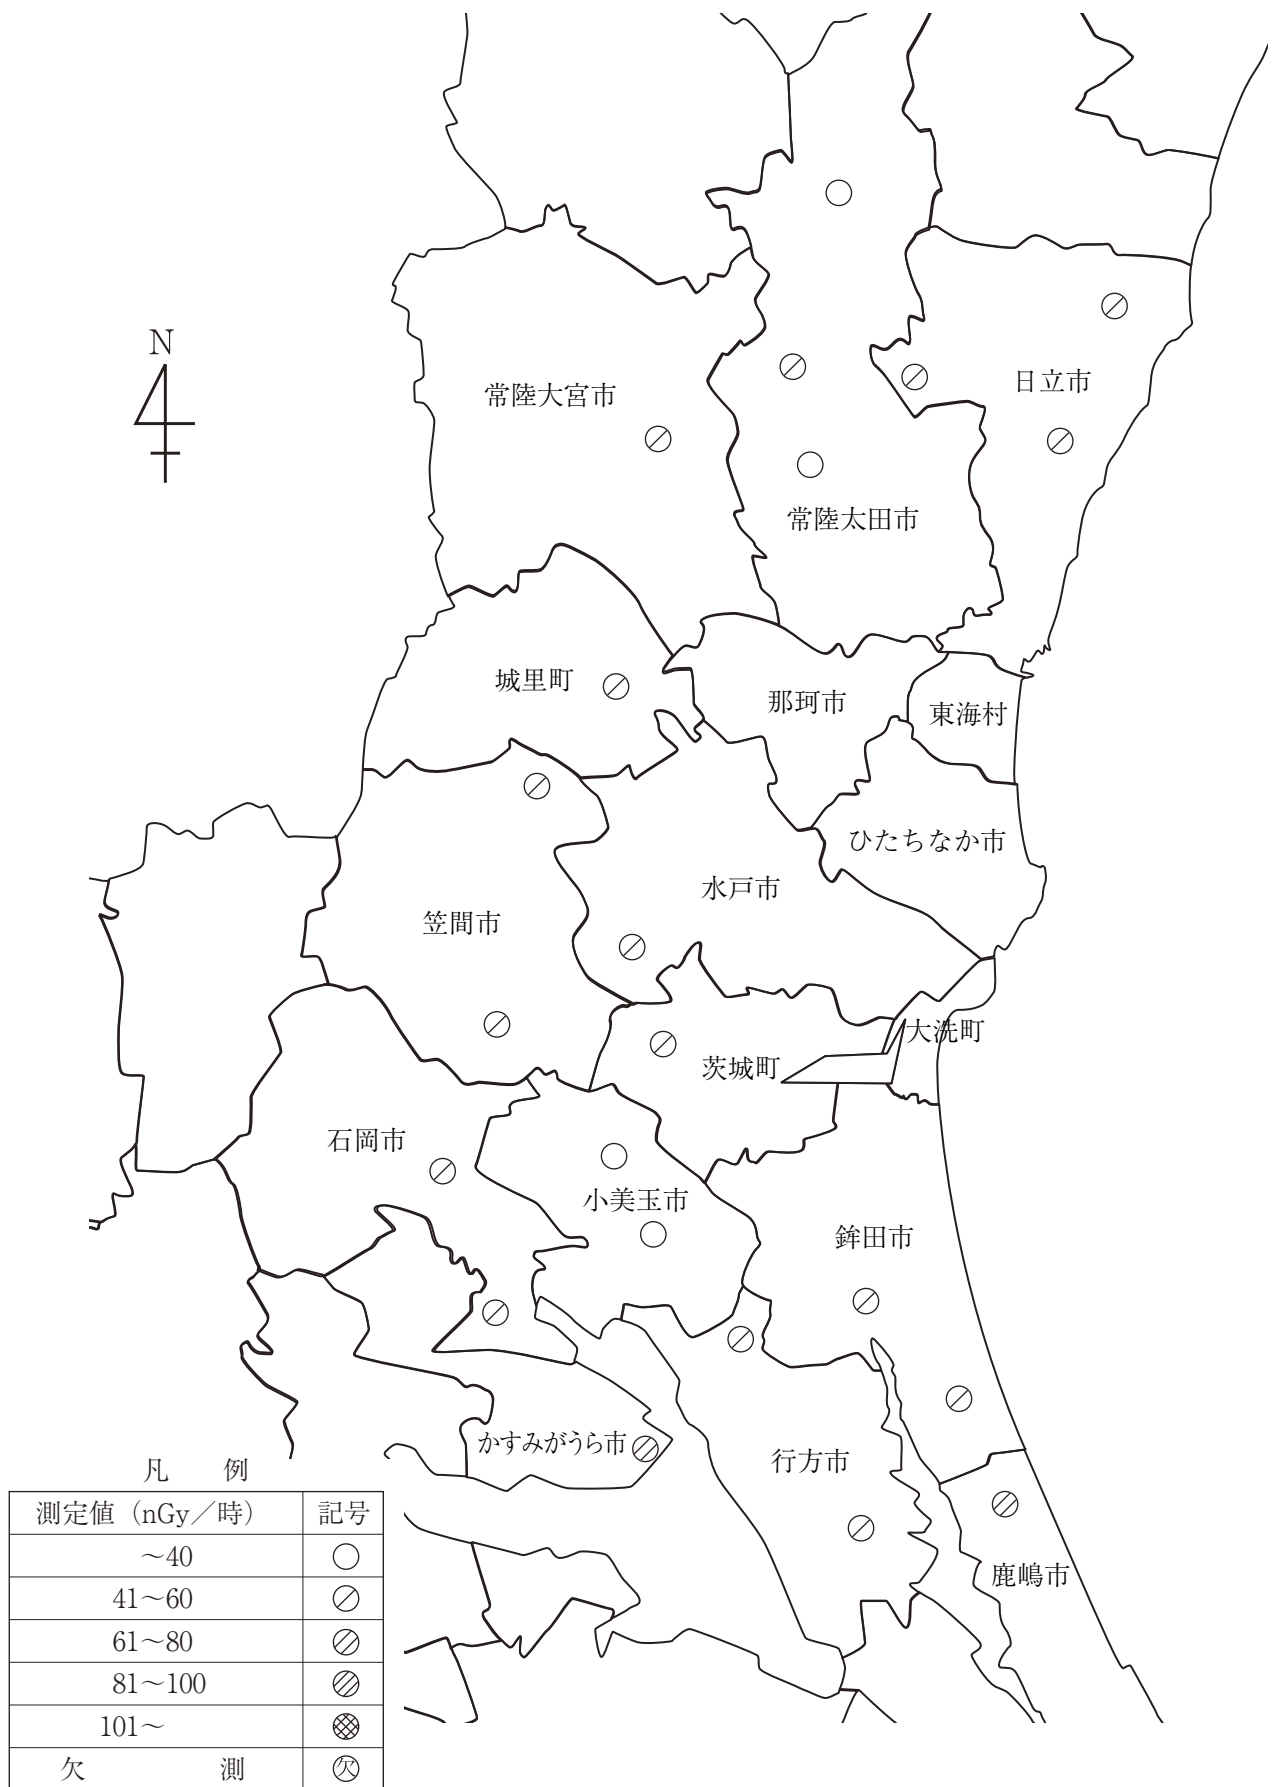 N
常陸大宮市
日立市
常陸太田市
城里町
那珂市
東海村
ひたちなか市
水戸市
笠間市
大洗町
茨城町
石岡市
小美玉市
鉾田市
かすみがうら市
行方市
鹿嶋市
凡 例
測定値（nGy／時） 記号
～40
41～60
61～80
81～100
101～
欠 測 欠